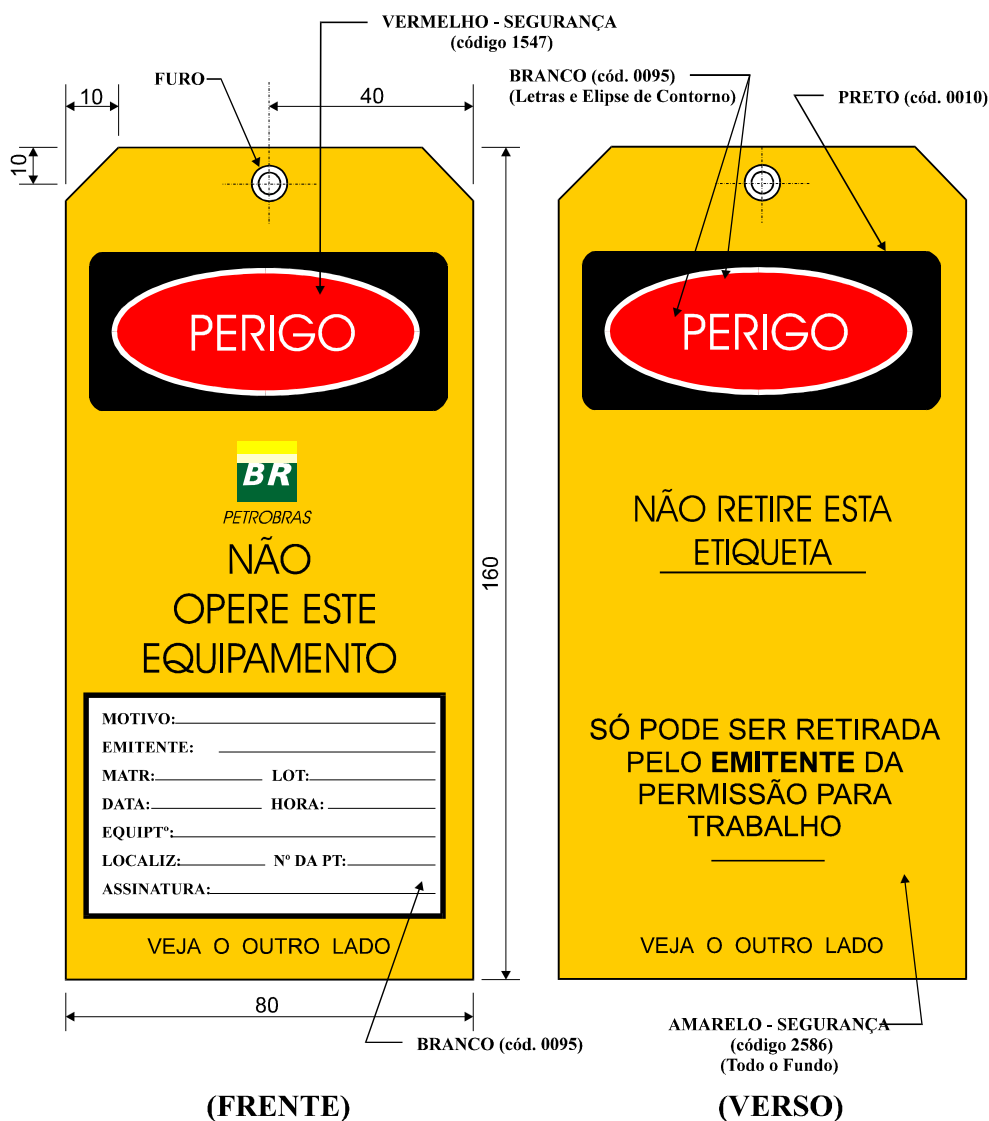 VERMELHO - SEGURANÇA
(código 1547)
FURO
BRANCO (cód. 0095)
(Letras e Elipse de Contorno)
PRETO (cód. 0010)
10
40
10
PERIGO
BR
PETROBRAS
NÃO
OPERE ESTE
EQUIPAMENTO
MOTIVO:
EMITENTE:
MATR: LOT:
DATA: HORA:
EQUIPTº:
LOCALIZ: Nº DA PT:
ASSINATURA:
VEJA O OUTRO LADO
160
80
BRANCO (cód. 0095)
(FRENTE)
PERIGO
NÃO RETIRE ESTA
ETIQUETA
SÓ PODE SER RETIRADA
PELO EMITENTE DA
PERMISSÃO PARA
TRABALHO
VEJA O OUTRO LADO
AMARELO - SEGURANÇA
(código 2586)
(Todo o Fundo)
(VERSO)